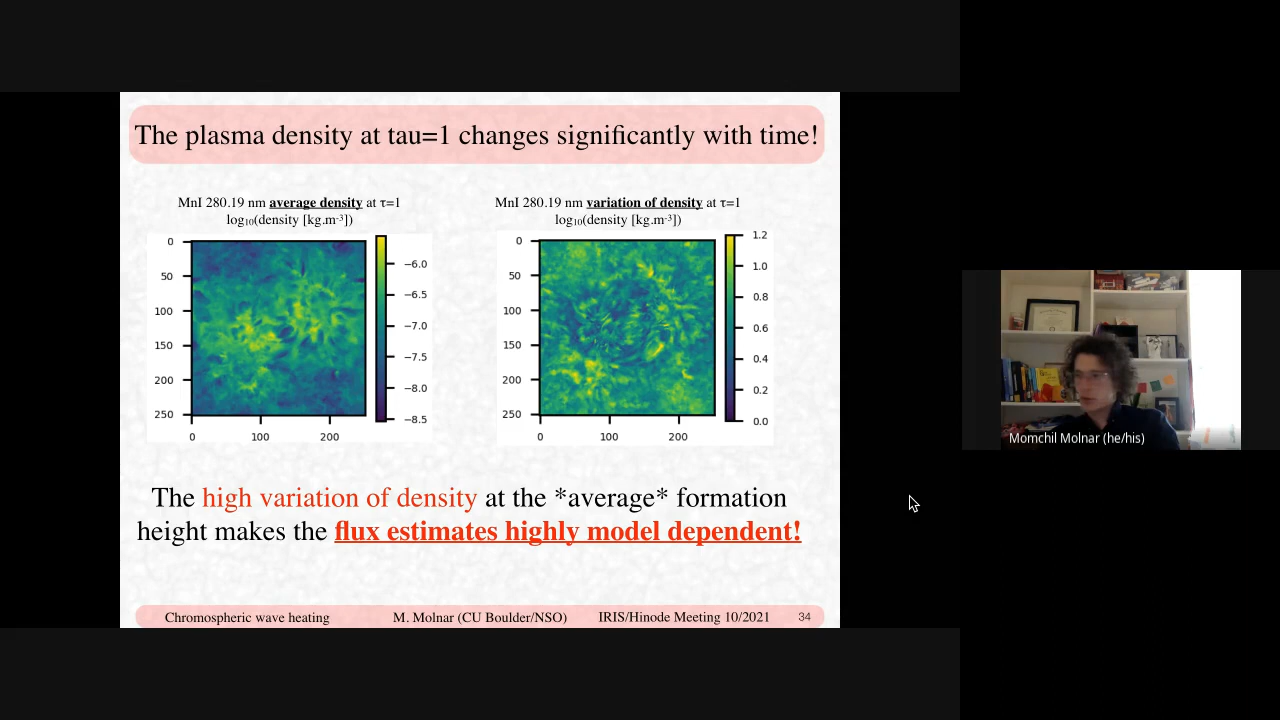 The plasma density at tau=1 changes significantly with time!
MnI 280.19 nm average density at τ=1
log₁₀(density [kg.m⁻³])
0
50
100
150
200
250
0
100
200
−6.0
−6.5
−7.0
−7.5
−8.0
−8.5
MnI 280.19 nm variation of density at τ=1
log₁₀(density [kg.m⁻³])
0
50
100
150
200
250
0
100
200
1.2
1.0
0.8
0.6
0.4
0.2
0.0
The high variation of density at the *average* formation
height makes the flux estimates highly model dependent!
Chromospheric wave heating
M. Molnar (CU Boulder/NSO)
IRIS/Hinode Meeting 10/2021
34
Momchil Molnar (he/his)